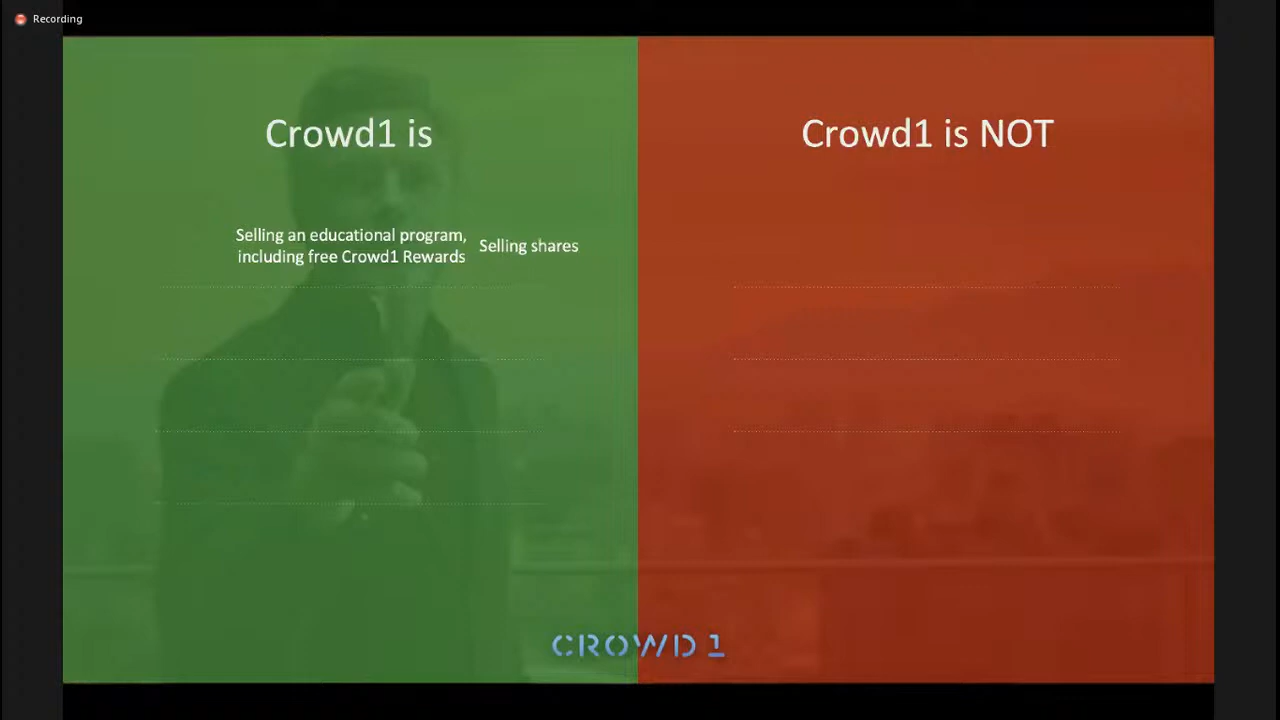 Recording
Crowd1 is
Crowd1 is NOT
Selling an educational program,
including free Crowd1 Rewards
Selling shares
CROWD 1